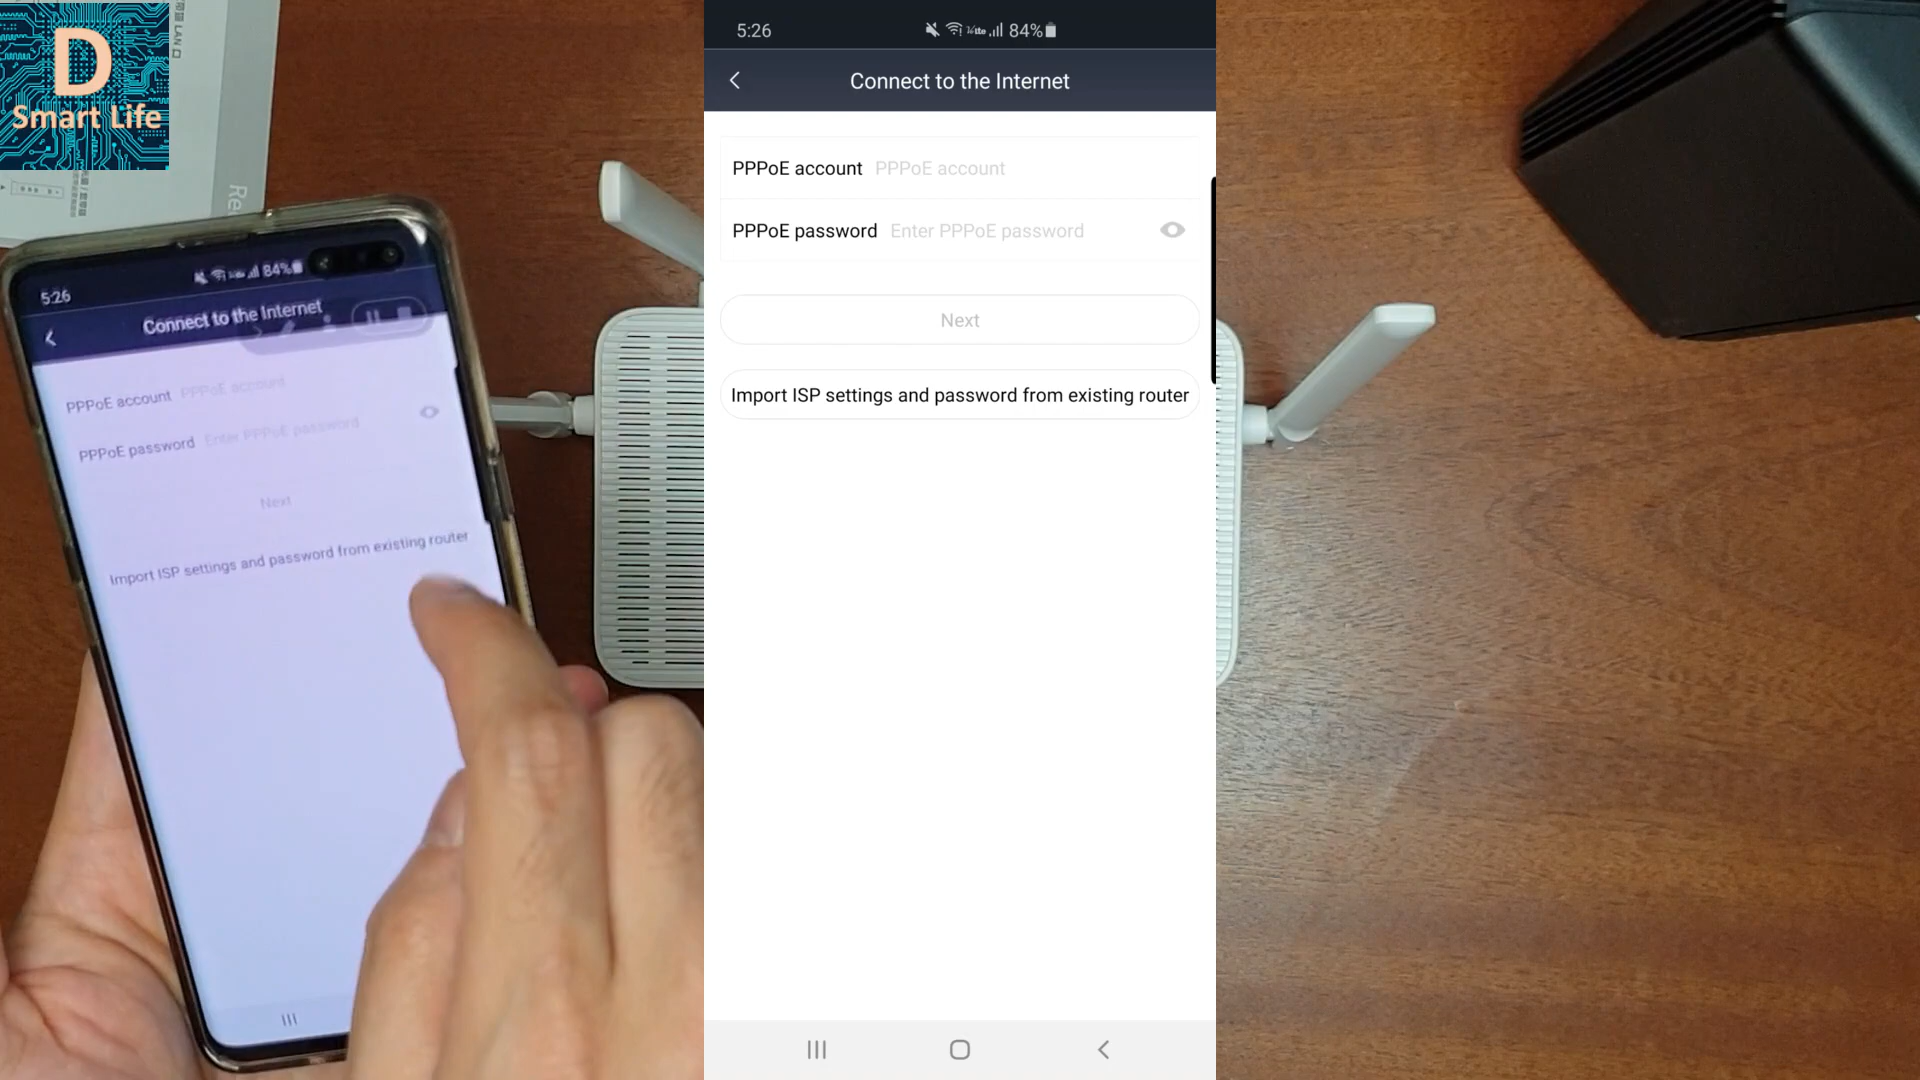 D
Smart Life
Re
5:26
84%
Connect to the Internet
PPPoE account PPPoE account
PPPoE password Enter PPPoE password
Next
Import ISP settings and password from existing router
5:26
84%
Connect to the Internet
PPPoE account PPPoE account
PPPoE password Enter PPPoE password
Next
Import ISP settings and password from existing router